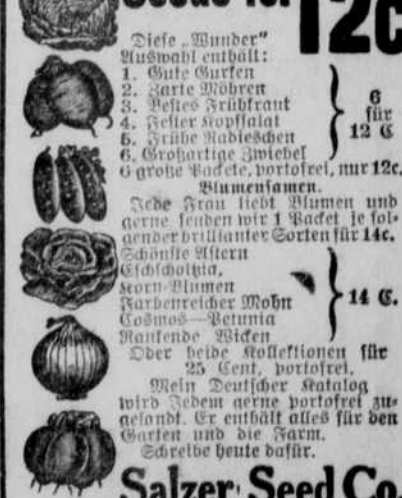 Seeds for 12c
Diese „Wunder"
Auswahl enthält:
1. Gute Gurken
2. Zarte Möhren
3. Bestes Frühkraut
4. Fester Kopfsalat
5. Frühe Radieschen
6. Großartige Zwiebel
6
für
12 C
6 große Packete, portofrei, nur 12c.
Blumensamen.
Jede Frau liebt Blumen und
gerne senden wir 1 Packet je fol-
gender brillianter Sorten für 14c.
Schönste Astern
Eschscholtzia.
Korn-Blumen
Farbenreicher Mohn
Cosmos—Petunia
Rankende Wicken
14 C.
Oder beide Kollektionen für
25 Cent, portofrei.
Mein Deutscher Katalog
wird Jedem gerne portofrei zu-
gesandt. Er enthält alles für den
Garten und die Farm.
Schreibe heute dafür.
Salzer Seed Co.